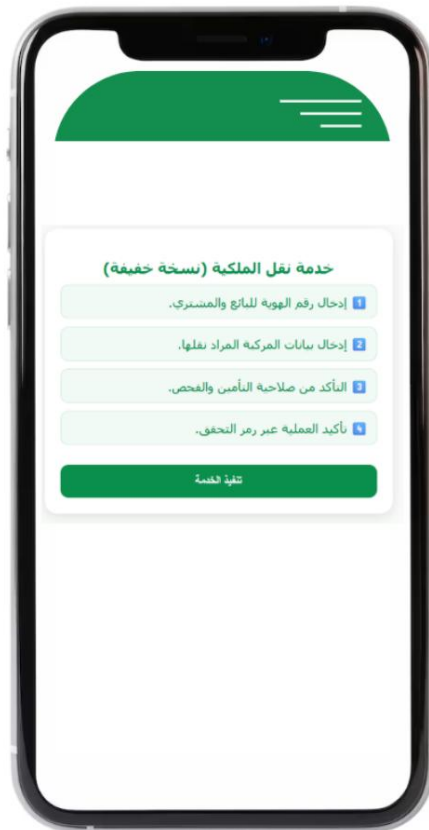 خدمة نقل الملكية (نسخة خفيفة)
1 إدخال رقم الهوية للبائع والمشتري.
2 إدخال بيانات المركبة المراد نقلها.
3 التأكد من صلاحية التأمين والفحص.
4 تأكيد العملية عبر رمز التحقق.
تنفيذ الخدمة